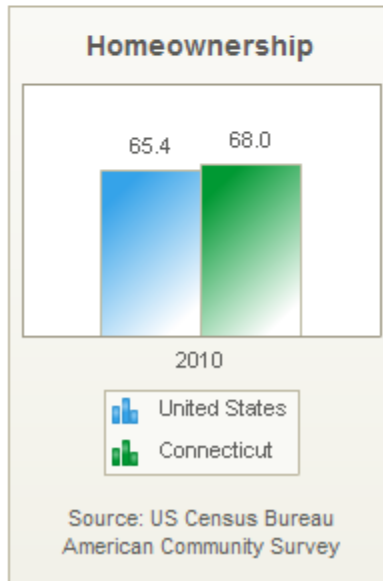 Homeownership
65.4
68.0
2010
United States
Connecticut
Source: US Census Bureau
American Community Survey